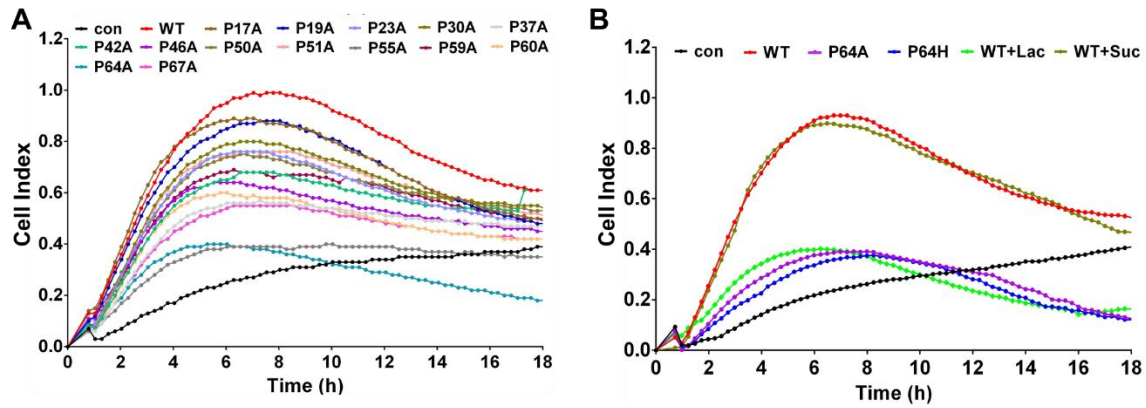 A
con WT P17A P19A P23A P30A P37A
P42A P46A P50A P51A P55A P59A P60A
P64A P67A
1.2
1.0
0.8
0.6
0.4
0.2
0.0
Cell Index
0 2 4 6 8 10 12 14 16 18
Time (h)
B
con WT P64A P64H WT+Lac WT+Suc
1.2
1.0
0.8
0.6
0.4
0.2
0.0
Cell Index
0 2 4 6 8 10 12 14 16 18
Time (h)